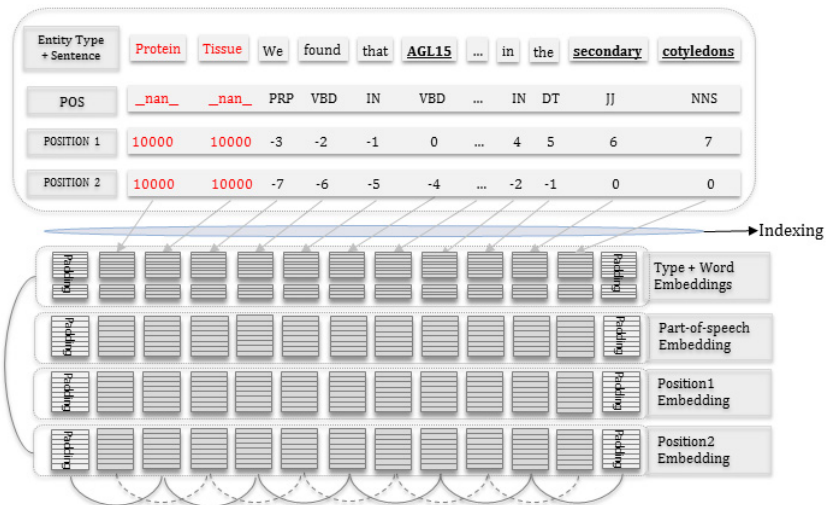 Entity Type + Sentence Protein Tissue We found that AGL15 ... in the secondary cotyledons
POS _nan_ _nan_ PRP VBD IN VBD ... IN DT JJ NNS
POSITION 1 10000 10000 -3 -2 -1 0 ... 4 5 6 7
POSITION 2 10000 10000 -7 -6 -5 -4 ... -2 -1 0 0
Indexing
Padding Padding Type + Word
Embeddings
Padding Padding Part-of-speech
Embedding
Padding Padding Position1
Embedding
Padding Padding Position2
Embedding